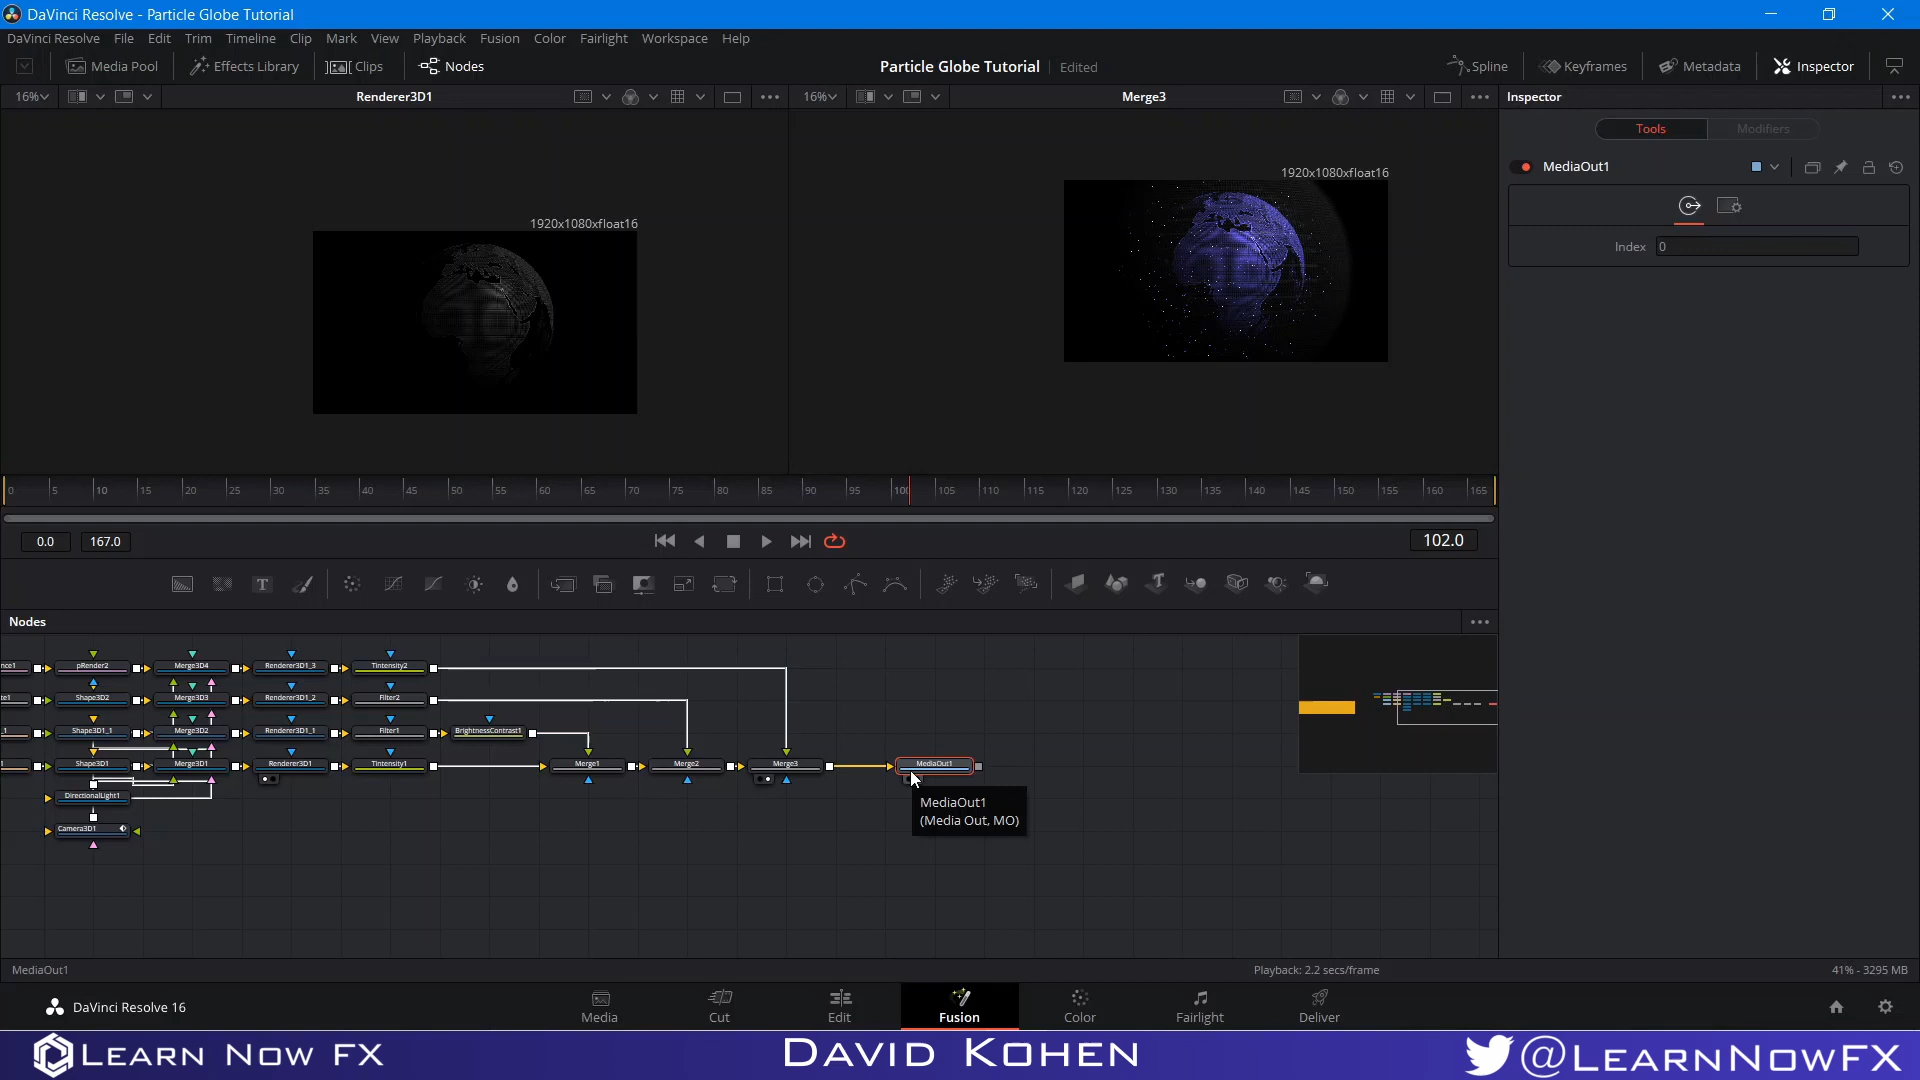 DaVinci Resolve - Particle Globe Tutorial
DaVinci Resolve File Edit Trim Timeline Clip Mark View Playback Fusion Color Fairlight Workspace Help
Media Pool Effects Library Clips Nodes Particle Globe Tutorial Edited Spline Keyframes Metadata Inspector
16% Renderer3D1 16% Merge3 Inspector
Tools Modifiers
MediaOut1
1920x1080xfloat16
1920x1080xfloat16
Index 0
0 5 10 15 20 25 30 35 40 45 50 55 60 65 70 75 80 85 90 95 100 105 110 115 120 125 130 135 140 145 150 155 160 165
0.0 167.0 102.0
Nodes
nce1 pRender2 Merge3D4 Renderer3D1_3 TIntensity2
te1 Shape3D2 Merge3D3 Renderer3D1_2 Filter2
_1 Shape3D1_1 Merge3D2 Renderer3D1_1 Filter1 BrightnessContrast1
1 Shape3D1 Merge3D1 Renderer3D1 TIntensity1 Merge1 Merge2 Merge3 MediaOut1
DirectionalLight1
Camera3D1
MediaOut1
(Media Out, MO)
MediaOut1 Playback: 2.2 secs/frame 41% - 3295 MB
DaVinci Resolve 16 Media Cut Edit Fusion Color Fairlight Deliver
Learn Now FX David Kohen @LearnNowFX